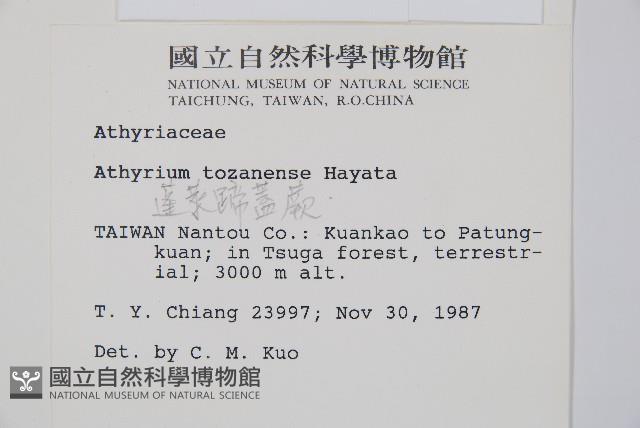 國立自然科學博物館
NATIONAL MUSEUM OF NATURAL SCIENCE
TAICHUNG, TAIWAN, R.O.CHINA
Athyriaceae
Athyrium tozanense Hayata
蓬萊蹄蓋蕨
TAIWAN Nantou Co.: Kuankao to Patung-
kuan; in Tsuga forest, terrestr-
ial; 3000 m alt.
T. Y. Chiang 23997; Nov 30, 1987
Det. by C. M. Kuo
國立自然科學博物館
NATIONAL MUSEUM OF NATURAL SCIENCE